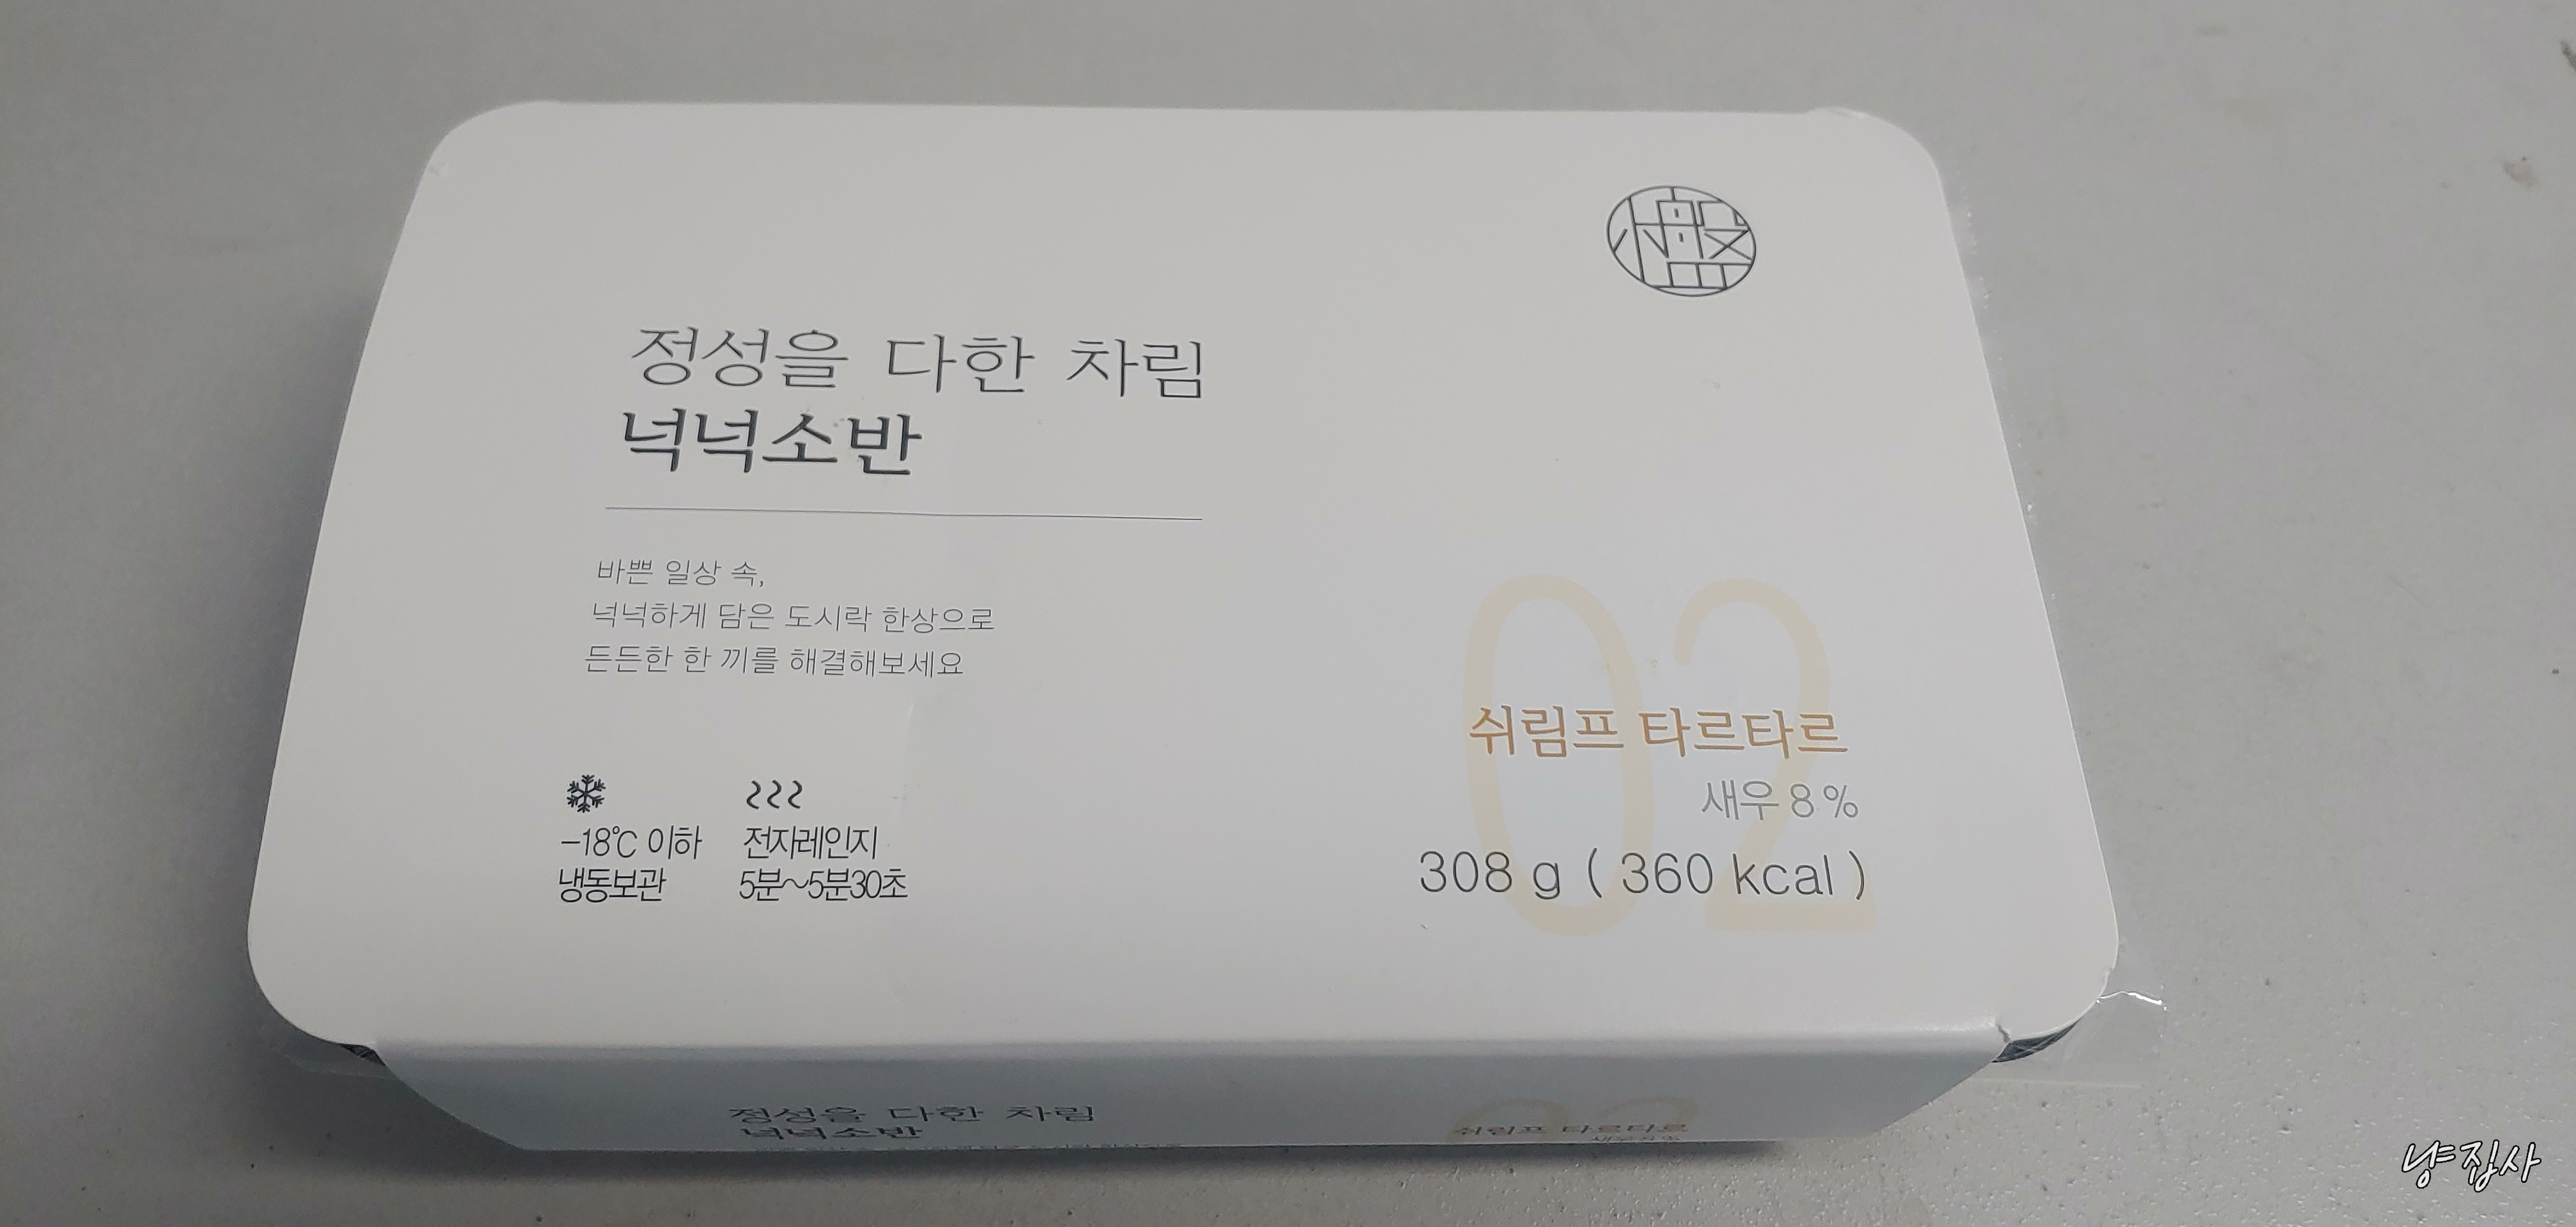 정성을 다한 차림
넉넉소반
바쁜 일상 속,
넉넉하게 담은 도시락 한상으로
든든한 한 끼를 해결해보세요
-18℃ 이하
냉동보관
전자레인지
5분~5분30초
02
쉬림프 타르타르
새우 8%
308 g ( 360 kcal )
정성을 다한 차림
넉넉소반
쉬림프 타르타르
냥집사